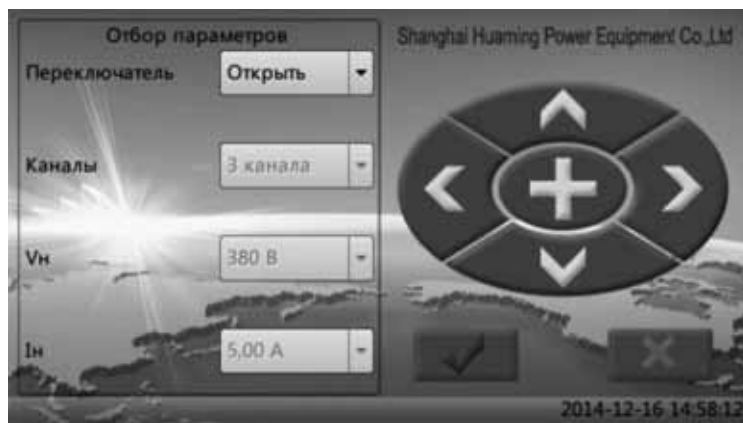 Отбор параметров
Переключатель Открыть
Каналы 3 канала
Vн 380 В
Iн 5,00 А
Shanghai Huaming Power Equipment Co.,Ltd
2014-12-16 14:58:12